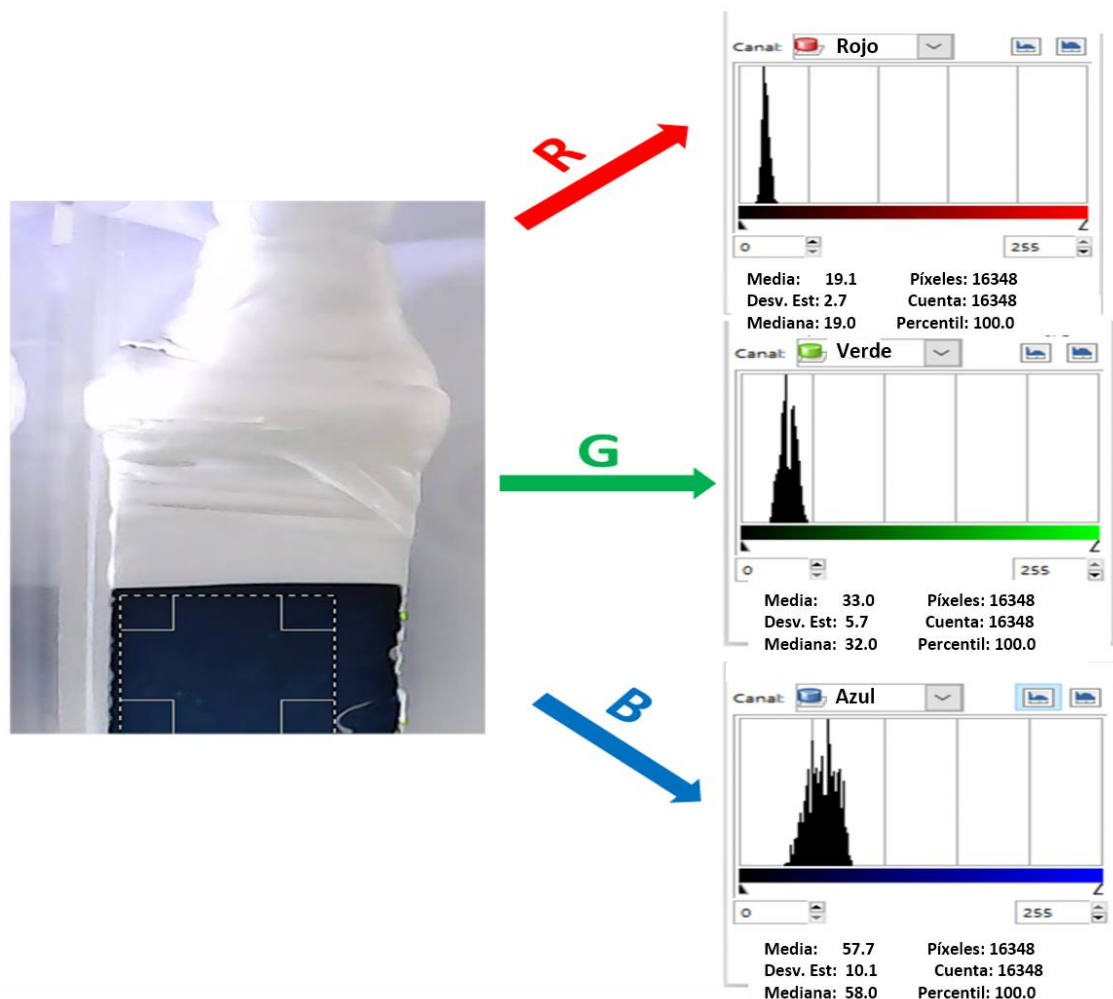 R
Canal: Rojo
0 255
Media: 19.1 Píxeles: 16348
Desv. Est: 2.7 Cuenta: 16348
Mediana: 19.0 Percentil: 100.0
G
Canal: Verde
0 255
Media: 33.0 Píxeles: 16348
Desv. Est: 5.7 Cuenta: 16348
Mediana: 32.0 Percentil: 100.0
B
Canal: Azul
0 255
Media: 57.7 Píxeles: 16348
Desv. Est: 10.1 Cuenta: 16348
Mediana: 58.0 Percentil: 100.0